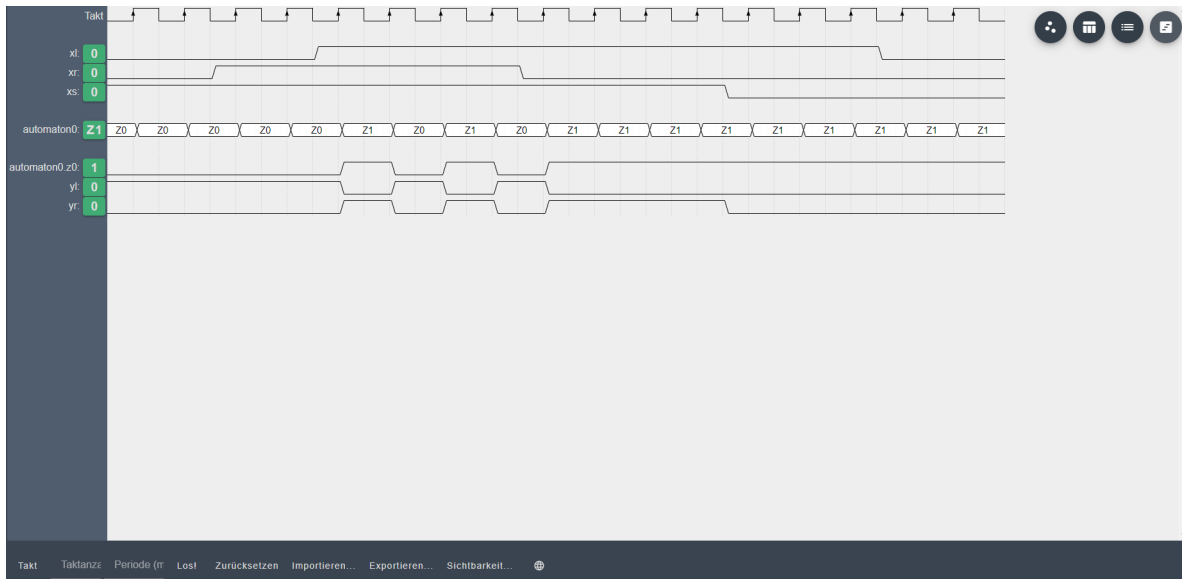 Takt
xl: 0
xr: 0
xs: 0
automaton0: Z1 Z0 Z0 Z0 Z0 Z0 Z1 Z0 Z1 Z0 Z1 Z1 Z1 Z1 Z1 Z1 Z1 Z1 Z1
automaton0.z0: 1
yl: 0
yr: 0
Takt Taktanza Periode (m Los! Zurücksetzen Importieren... Exportieren... Sichtbarkeit...